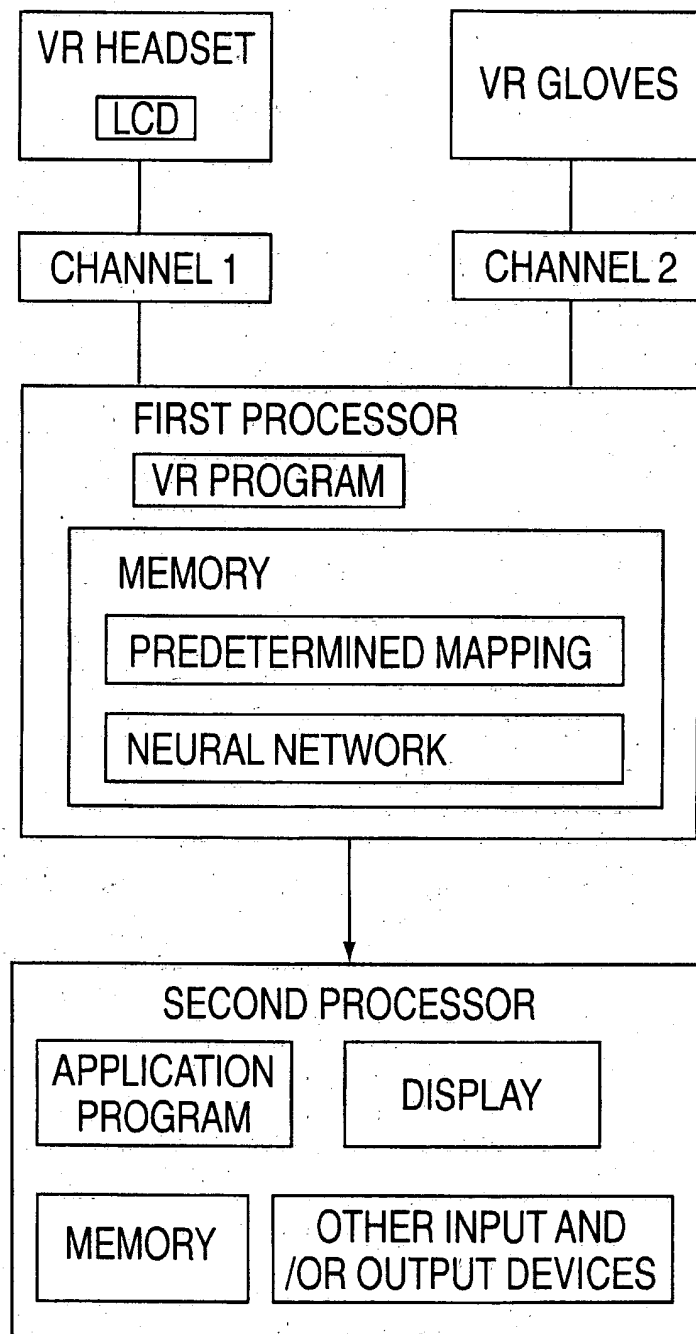 VR HEADSET
LCD
VR GLOVES
CHANNEL 1
CHANNEL 2
FIRST PROCESSOR
VR PROGRAM
MEMORY
PREDETERMINED MAPPING
NEURAL NETWORK
SECOND PROCESSOR
APPLICATION
PROGRAM
DISPLAY
MEMORY
OTHER INPUT AND
/OR OUTPUT DEVICES